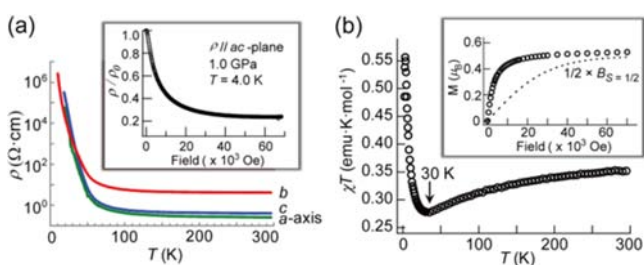 (a)
ρ (Ω·cm)
10⁶
10⁴
10²
10⁰
0
100
200
300
T (K)
b
c
a-axis
ρ/ρ₀
1.0
0.8
0.6
0.4
0.2
0
20
40
60
Field ( x 10³ Oe)
ρ // ac-plane
1.0 GPa
T = 4.0 K
(b)
χT (emu·K·mol⁻¹)
0.55
0.50
0.45
0.40
0.35
0.30
0.25
0
50
100
150
200
250
300
T (K)
30 K
M (μB)
0.6
0.4
0.2
0.0
0
20
40
60
Field ( x 10³ Oe)
1/2 × B S = 1/2